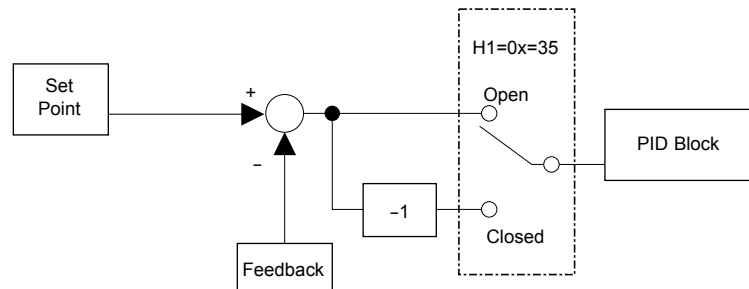 H1=0x=35
Set
Point
+
Open
PID Block
−
−1
Closed
Feedback